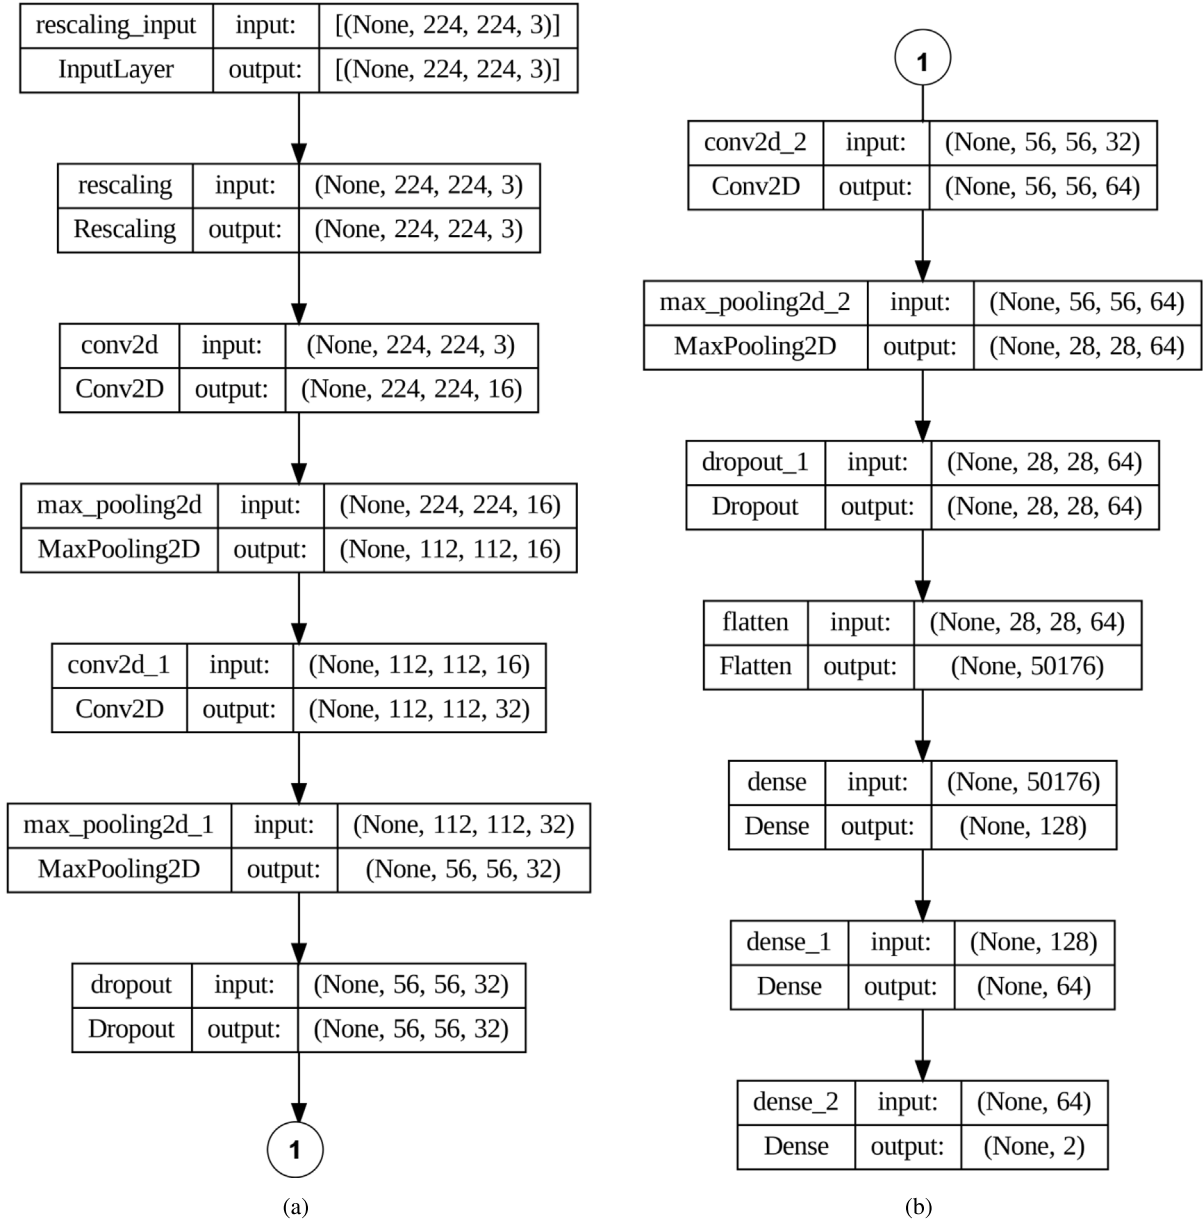 rescaling_input input: [(None, 224, 224, 3)]
InputLayer output: [(None, 224, 224, 3)]
rescaling input: (None, 224, 224, 3)
Rescaling output: (None, 224, 224, 3)
conv2d input: (None, 224, 224, 3)
Conv2D output: (None, 224, 224, 16)
max_pooling2d input: (None, 224, 224, 16)
MaxPooling2D output: (None, 112, 112, 16)
conv2d_1 input: (None, 112, 112, 16)
Conv2D output: (None, 112, 112, 32)
max_pooling2d_1 input: (None, 112, 112, 32)
MaxPooling2D output: (None, 56, 56, 32)
dropout input: (None, 56, 56, 32)
Dropout output: (None, 56, 56, 32)
1
(a)
1
conv2d_2 input: (None, 56, 56, 32)
Conv2D output: (None, 56, 56, 64)
max_pooling2d_2 input: (None, 56, 56, 64)
MaxPooling2D output: (None, 28, 28, 64)
dropout_1 input: (None, 28, 28, 64)
Dropout output: (None, 28, 28, 64)
flatten input: (None, 28, 28, 64)
Flatten output: (None, 50176)
dense input: (None, 50176)
Dense output: (None, 128)
dense_1 input: (None, 128)
Dense output: (None, 64)
dense_2 input: (None, 64)
Dense output: (None, 2)
(b)